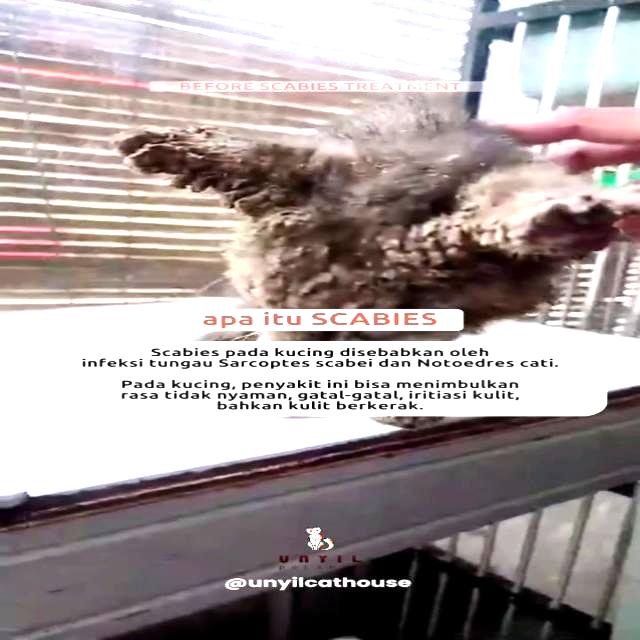 BEFORE SCABIES TREATMENT
apa itu SCABIES
Scabies pada kucing disebabkan oleh
infeksi tungau Sarcoptes scabei dan Notoedres cati.
Pada kucing, penyakit ini bisa menimbulkan
rasa tidak nyaman, gatal-gatal, iritiasi kulit,
bahkan kulit berkerak.
UNYIL
@unyilcathouse